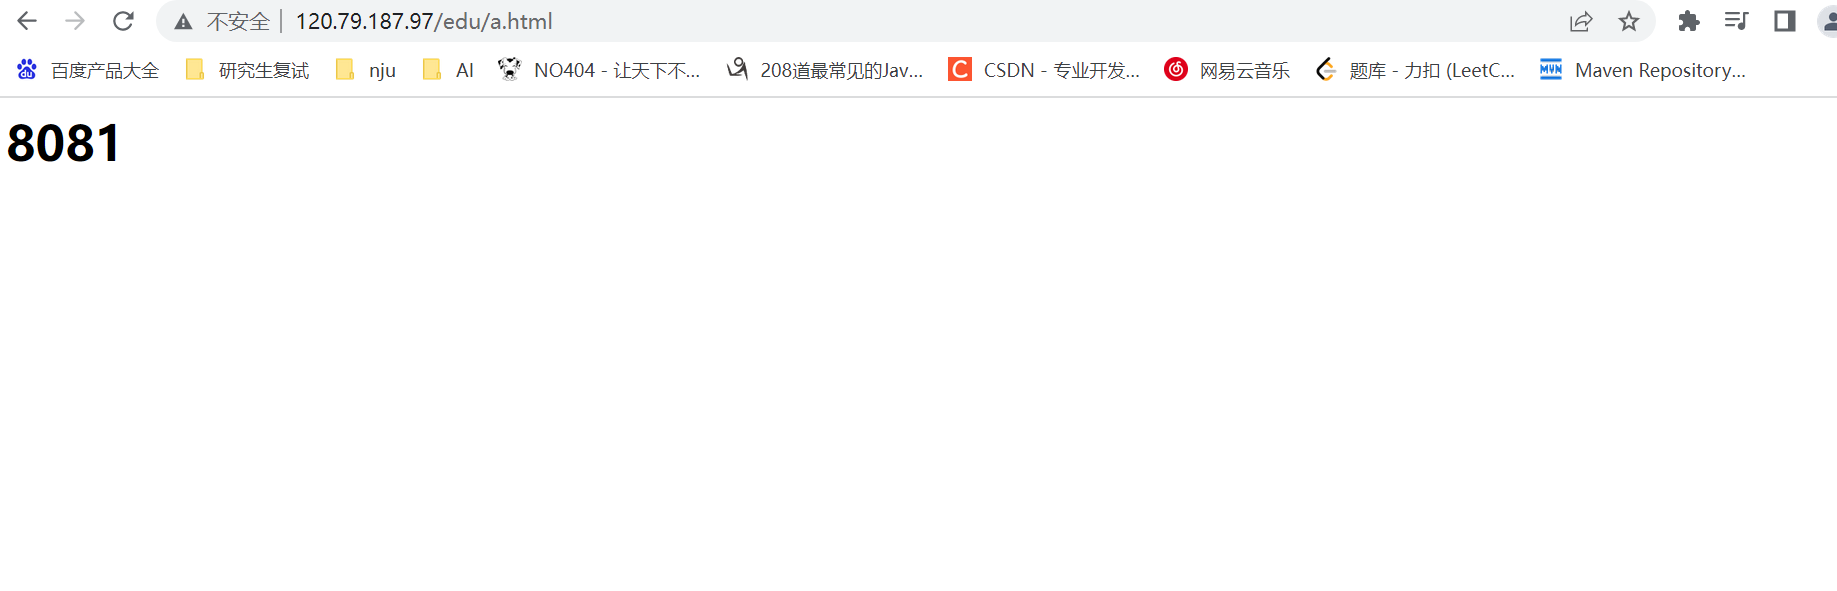 不安全 120.79.187.97/edu/a.html
百度产品大全 研究生复试 nju AI NO404 - 让天下不... 208道最常见的Jav... CSDN - 专业开发... 网易云音乐 题库 - 力扣 (LeetC... Maven Repository...
8081